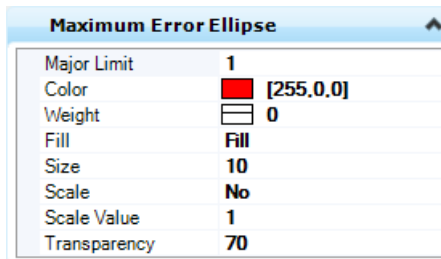 Maximum Error Ellipse
Major Limit 1
Color [255,0,0]
Weight 0
Fill Fill
Size 10
Scale No
Scale Value 1
Transparency 70